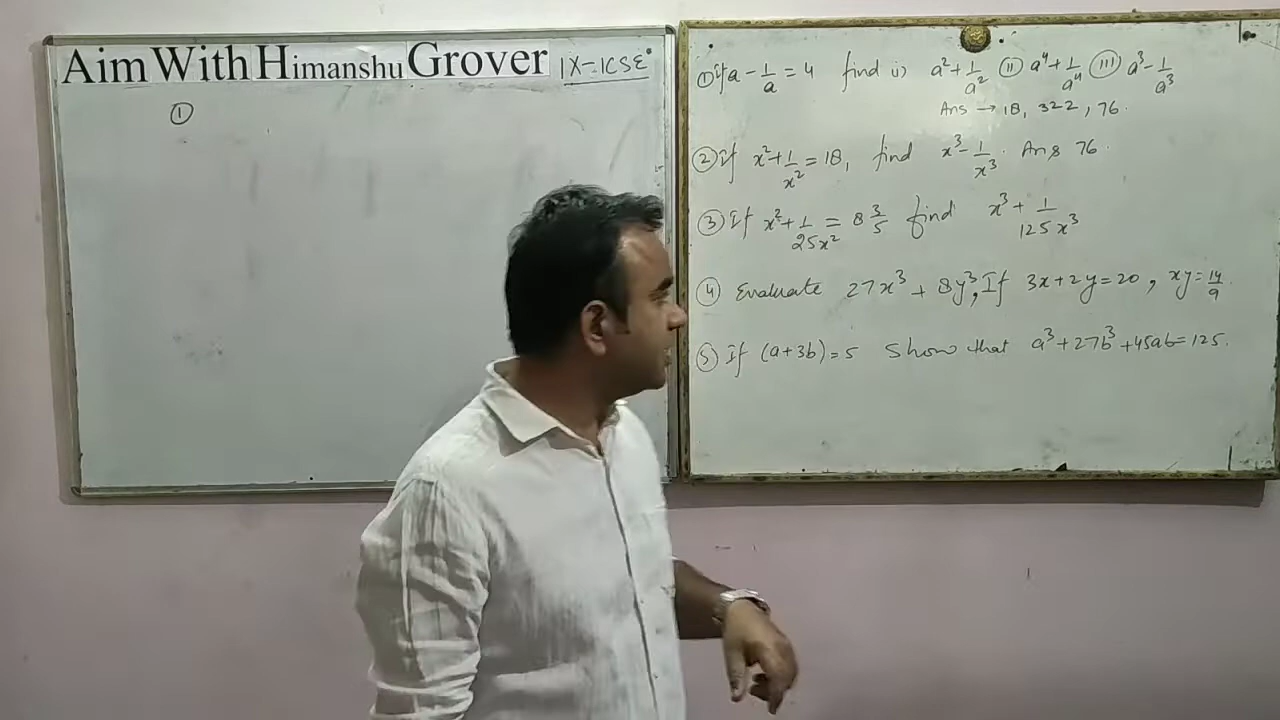 Aim With Himanshu Grover IX-ICSE
①
① If a - 1/a = 4 find i) a² + 1/a² (ii) a⁴ + 1/a⁴ (iii) a³ - 1/a³
Ans → 18, 322, 76.
② If x² + 1/x² = 18, find x³ - 1/x³. Ans 76.
③ If x² + 1/25x² = 8 3/5 find x³ + 1/125x³
④ Evaluate 27x³ + 8y³, If 3x + 2y = 20, xy = 14/9.
⑤ If (a+3b) = 5 Show that a³ + 27b³ + 45ab = 125.